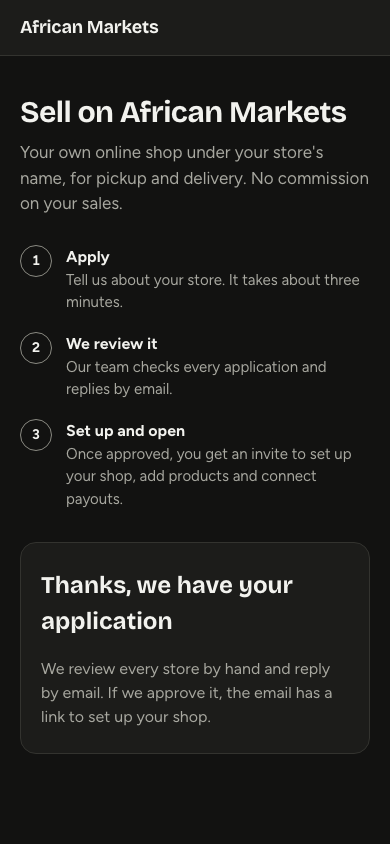 African Markets
Sell on African Markets
Your own online shop under your store's
name, for pickup and delivery. No commission
on your sales.
1
Apply
Tell us about your store. It takes about three
minutes.
2
We review it
Our team checks every application and
replies by email.
3
Set up and open
Once approved, you get an invite to set up
your shop, add products and connect
payouts.
Thanks, we have your
application
We review every store by hand and reply
by email. If we approve it, the email has a
link to set up your shop.